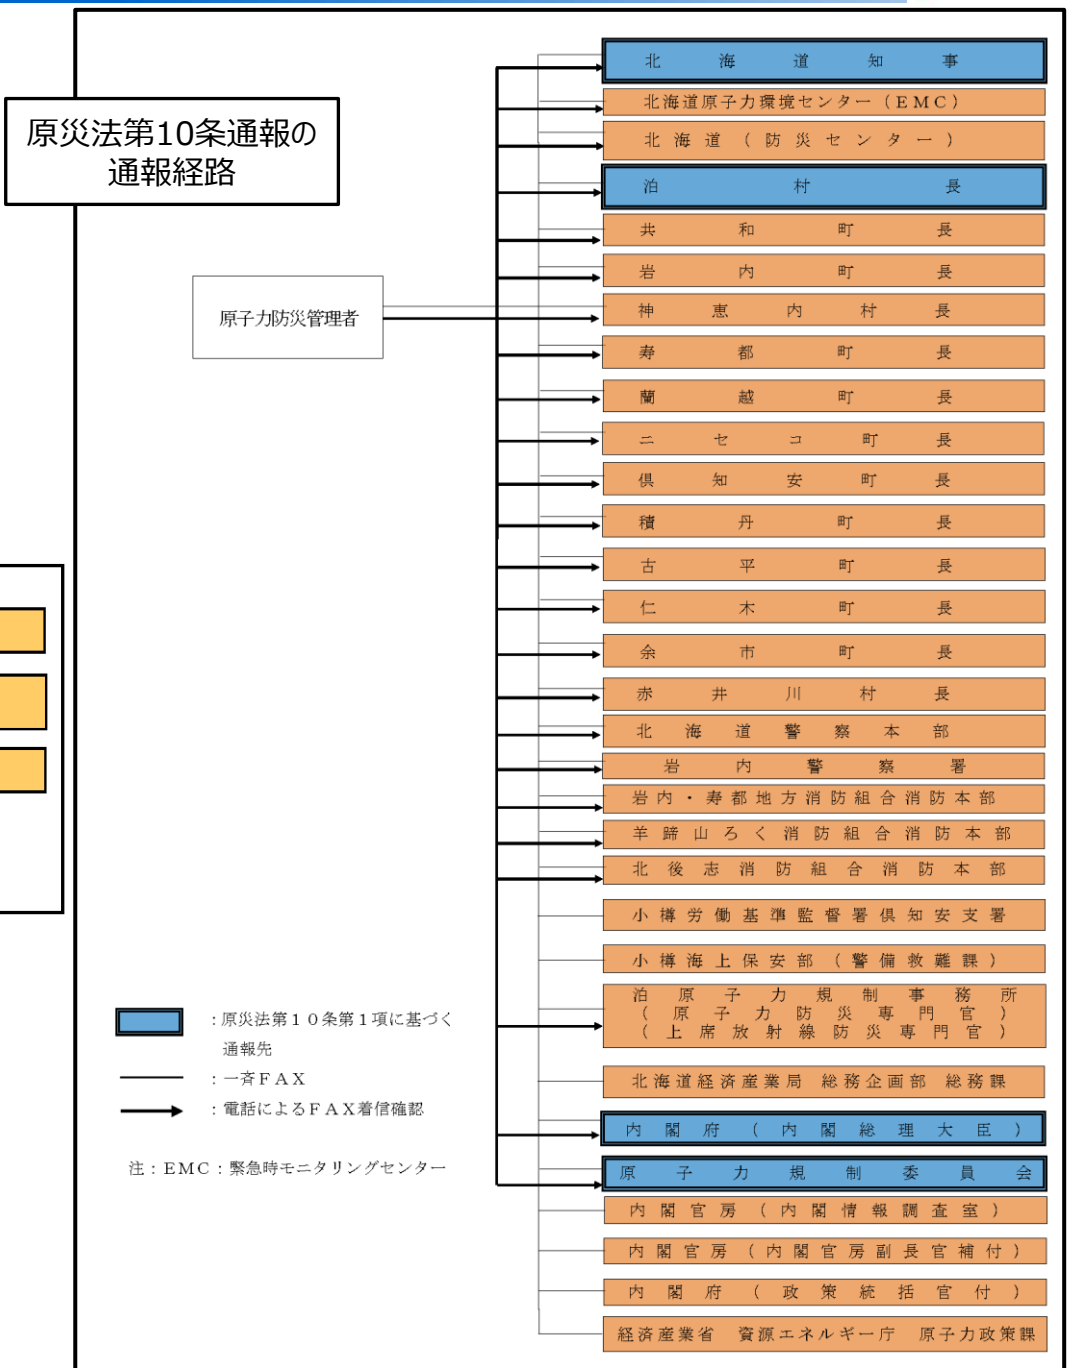 原災法第10条通報の
通報経路
原子力防災管理者
北海道知事
北海道原子力環境センター(EMC)
北海道(防災センター)
泊村長
共和町長
岩内町長
神恵内村長
寿都町長
蘭越町長
ニセコ町長
倶知安町長
積丹町長
古平町長
仁木町長
余市町長
赤井川村長
北海道警察本部
岩内警察署
岩内・寿都地方消防組合消防本部
羊蹄山ろく消防組合消防本部
北後志消防組合消防本部
小樽労働基準監督署倶知安支署
小樽海上保安部(警備救難課)
泊原子力規制事務所
(原子力防災専門官)
(上席放射線防災専門官)
北海道経済産業局 総務企画部 総務課
内閣府(内閣総理大臣)
原子力規制委員会
内閣官房(内閣情報調査室)
内閣官房(内閣官房副長官補付)
内閣府(政策統括官付)
経済産業省 資源エネルギー庁 原子力政策課
:原災法第10条第1項に基づく
通報先
:一斉FAX
:電話によるFAX着信確認
注:EMC:緊急時モニタリングセンター